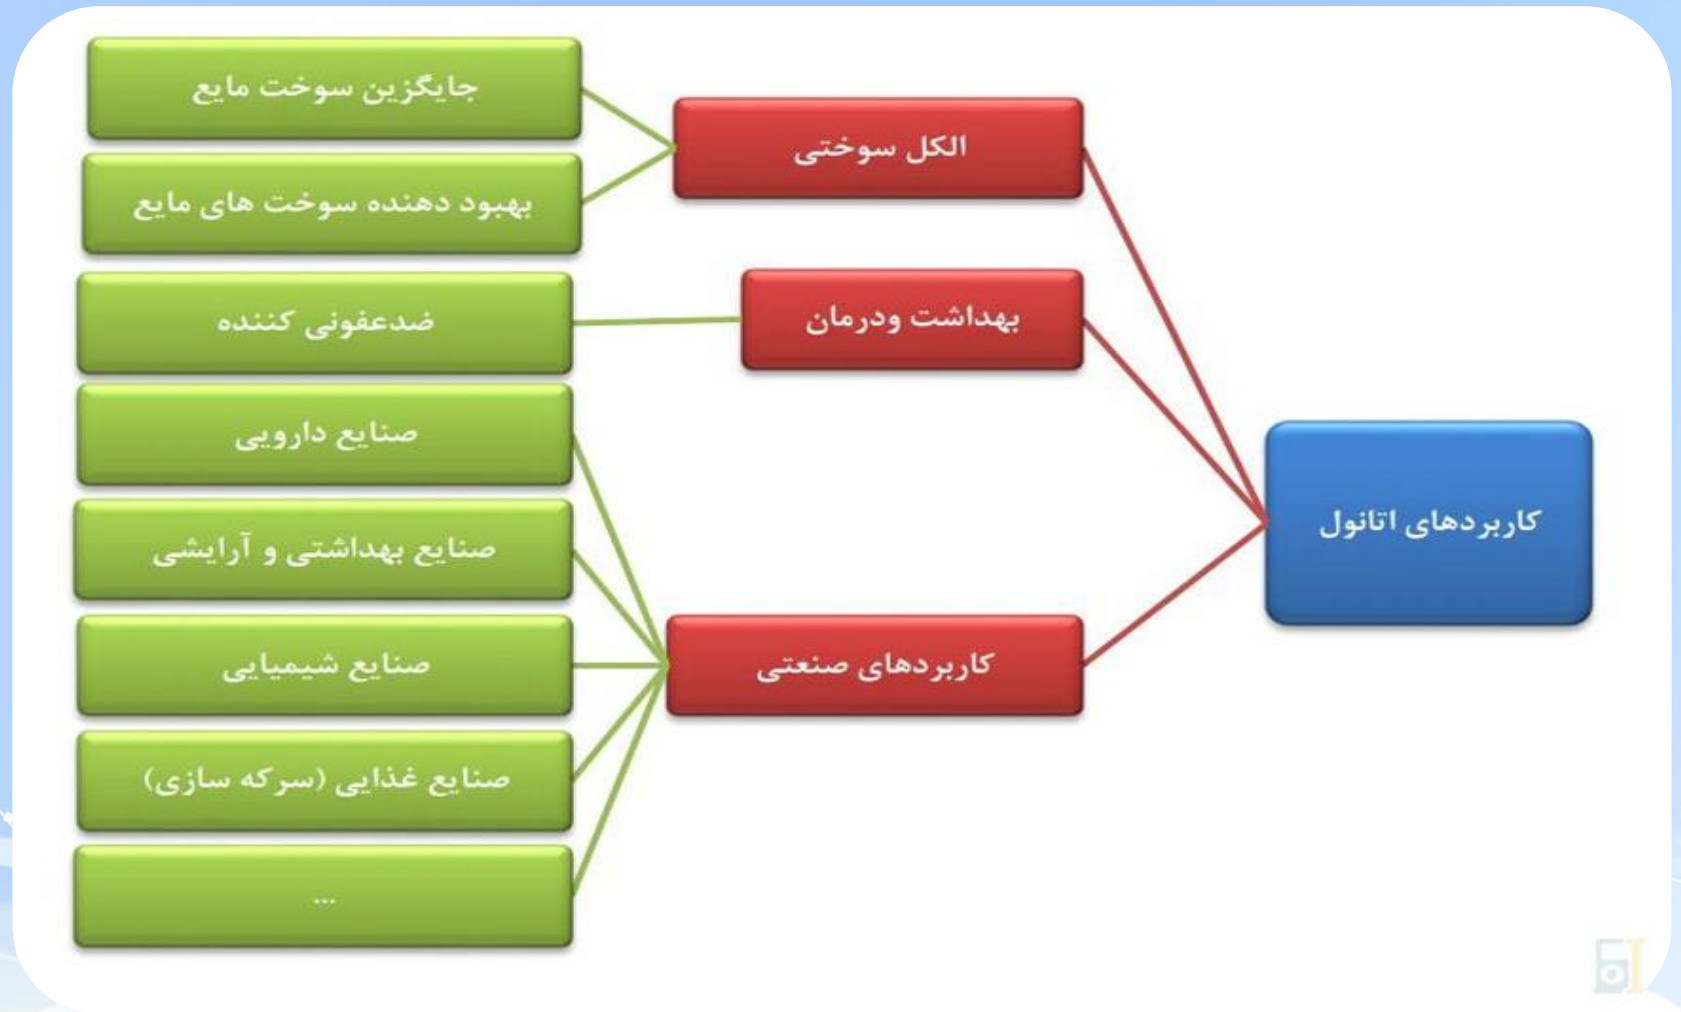 کاربردهای اتانول
الکل سوختی
جایگزین سوخت مایع
بهبود دهنده سوخت های مایع
بهداشت ودرمان
ضدعفونی کننده
کاربردهای صنعتی
صنایع دارویی
صنایع بهداشتی و آرایشی
صنایع شیمیایی
صنایع غذایی (سرکه سازی)
...